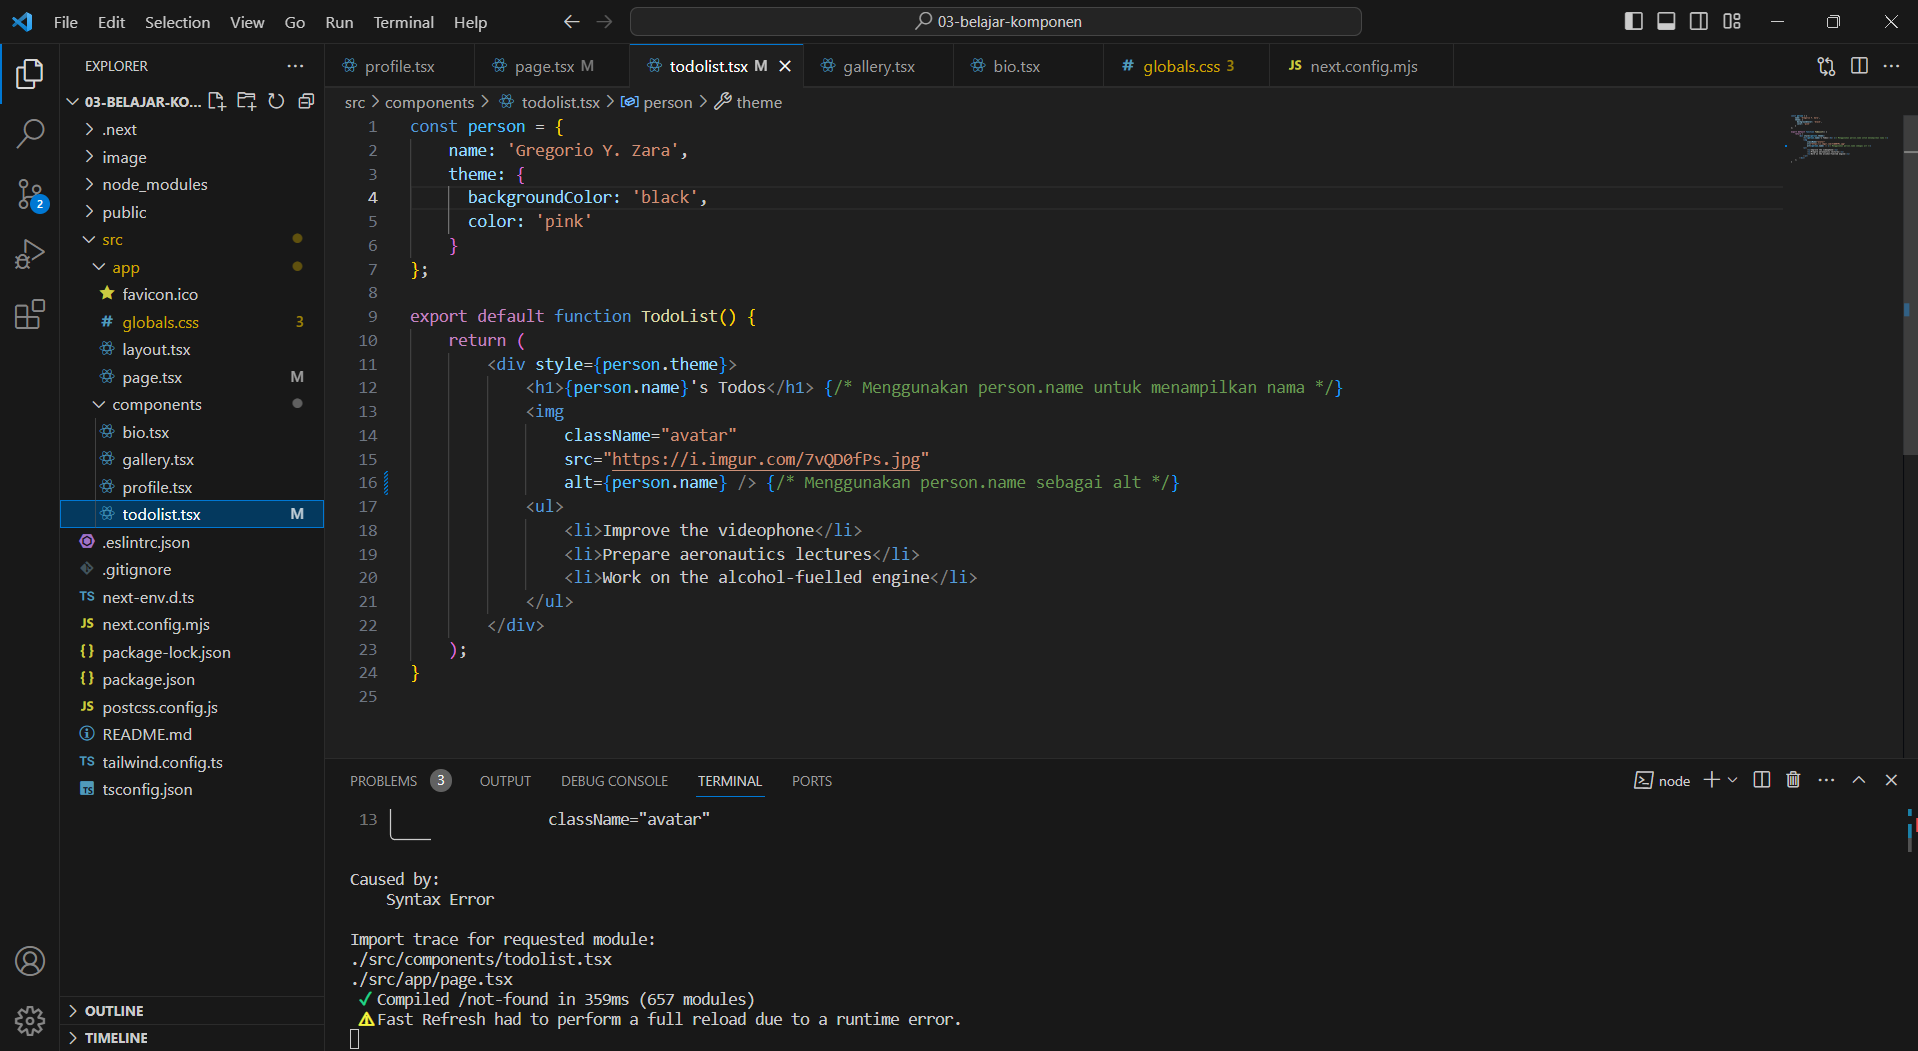 File Edit Selection View Go Run Terminal Help
03-belajar-komponen
EXPLORER
03-BELAJAR-KO...
.next
image
node_modules
public
src
app
favicon.ico
# globals.css 3
layout.tsx
page.tsx M
components
bio.tsx
gallery.tsx
profile.tsx
todolist.tsx M
.eslintrc.json
.gitignore
TS next-env.d.ts
JS next.config.mjs
{} package-lock.json
{} package.json
JS postcss.config.js
README.md
TS tailwind.config.ts
TS tsconfig.json
OUTLINE
TIMELINE
2
profile.tsx page.tsx M todolist.tsx M gallery.tsx bio.tsx # globals.css 3 JS next.config.mjs
src > components > todolist.tsx > person > theme
1 const person = {
2 name: 'Gregorio Y. Zara',
3 theme: {
4 backgroundColor: 'black',
5 color: 'pink'
6 }
7 };
8
9 export default function TodoList() {
10 return (
11 <div style={person.theme}>
12 <h1>{person.name}'s Todos</h1> {/* Menggunakan person.name untuk menampilkan nama */}
13 <img
14 className="avatar"
15 src="https://i.imgur.com/7vQD0fPs.jpg"
16 alt={person.name} /> {/* Menggunakan person.name sebagai alt */}
17 <ul>
18 <li>Improve the videophone</li>
19 <li>Prepare aeronautics lectures</li>
20 <li>Work on the alcohol-fuelled engine</li>
21 </ul>
22 </div>
23 );
24 }
25
PROBLEMS 3 OUTPUT DEBUG CONSOLE TERMINAL PORTS
node
13 className="avatar"
Caused by:
Syntax Error
Import trace for requested module:
./src/components/todolist.tsx
./src/app/page.tsx
✓ Compiled /not-found in 359ms (657 modules)
⚠ Fast Refresh had to perform a full reload due to a runtime error.